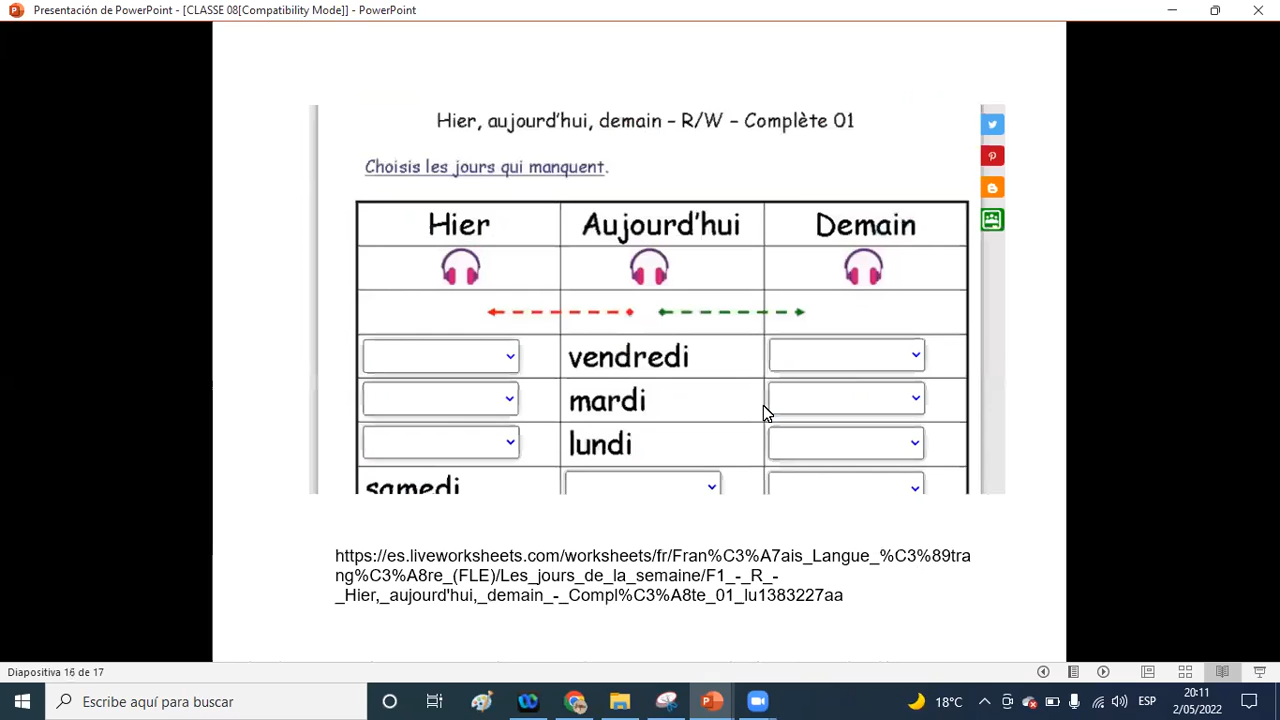 Presentación de PowerPoint - [CLASSE 08[Compatibility Mode]] - PowerPoint
Hier, aujourd'hui, demain – R/W – Complète 01
Choisis les jours qui manquent.
Hier Aujourd'hui Demain
vendredi
mardi
lundi
samedi
https://es.liveworksheets.com/worksheets/fr/Fran%C3%A7ais_Langue_%C3%89tra
ng%C3%A8re_(FLE)/Les_jours_de_la_semaine/F1_-_R_-
_Hier,_aujourd'hui,_demain_-_Compl%C3%A8te_01_lu1383227aa
Diapositiva 16 de 17
Escribe aquí para buscar
18°C
ESP
20:11
2/05/2022